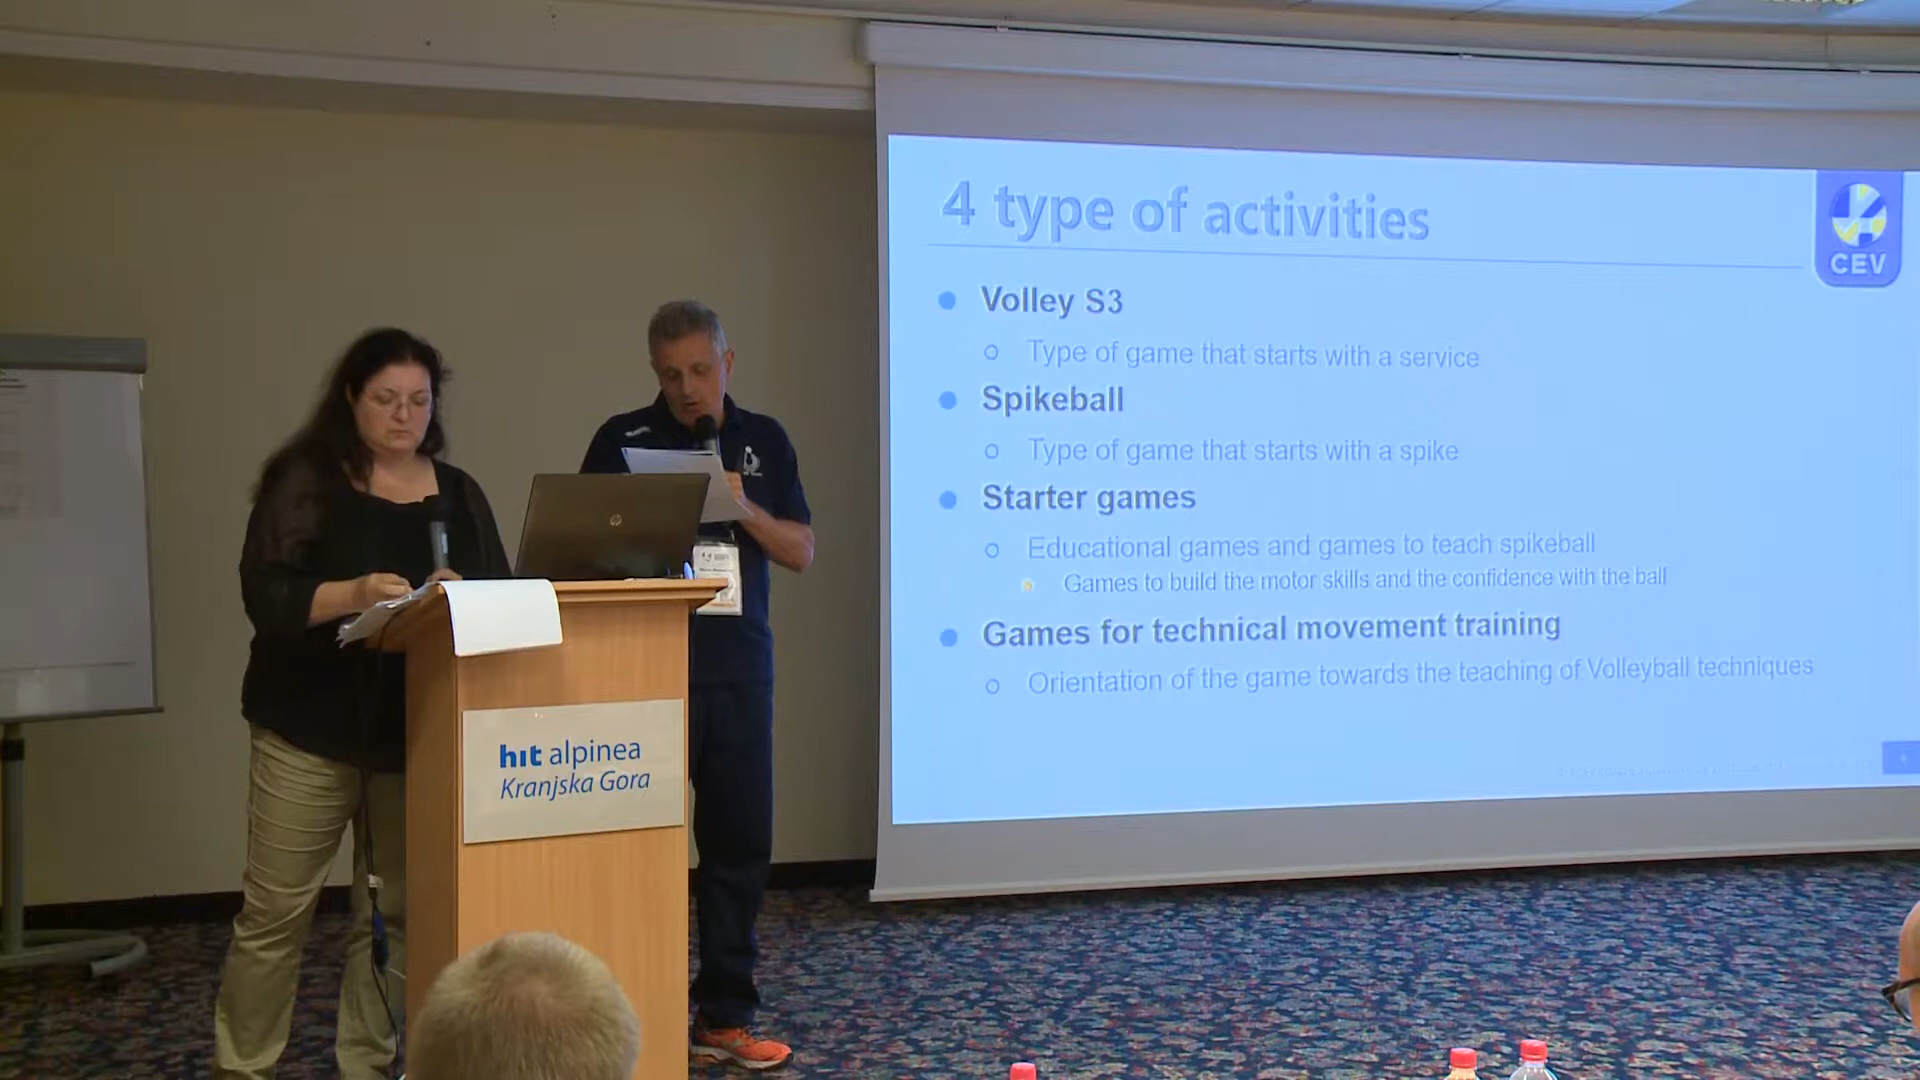 4 type of activities
CEV
Volley S3
Type of game that starts with a service
Spikeball
Type of game that starts with a spike
Starter games
Educational games and games to teach spikeball
Games to build the motor skills and the confidence with the ball
Games for technical movement training
Orientation of the game towards the teaching of Volleyball techniques
hp
hit alpinea
Kranjska Gora